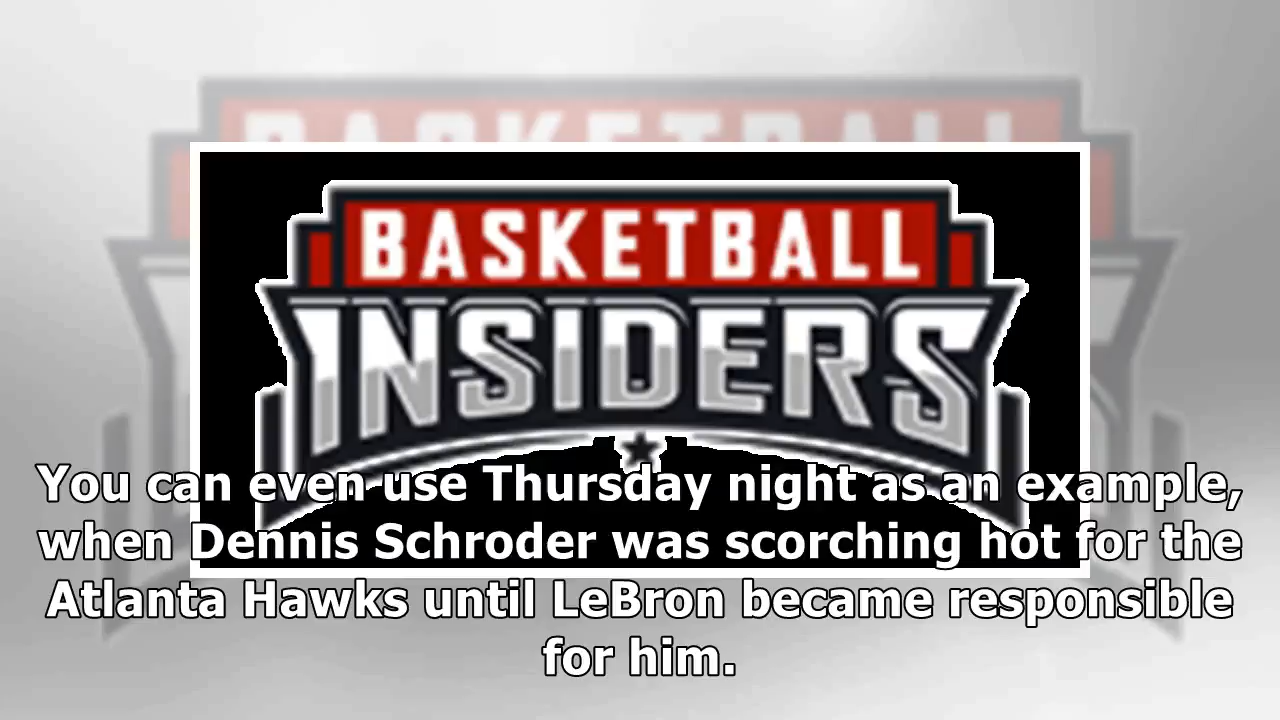 BASKETBALL
BASKETBALL
INSIDERS
You can even use Thursday night as an example,
when Dennis Schroder was scorching hot for the
Atlanta Hawks until LeBron became responsible
for him.